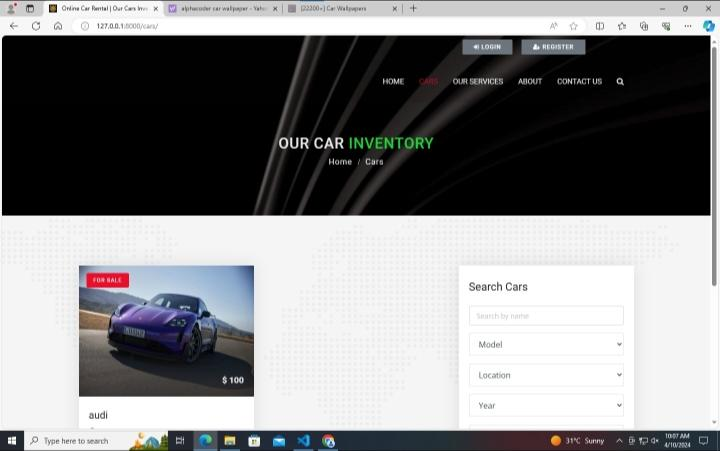 Online Car Rental | Our Cars Inve
alphacoder car wallpaper - Yaho
[22200+] Car Wallpapers
127.0.0.1:8000/cars/
LOGIN
REGISTER
HOME
CARS
OUR SERVICES
ABOUT
CONTACT US
OUR CAR INVENTORY
Home / Cars
FOR SALE
$ 100
audi
Search Cars
Search by name
Model
Location
Year
Type here to search
31°C Sunny
10:07 AM
4/10/2024